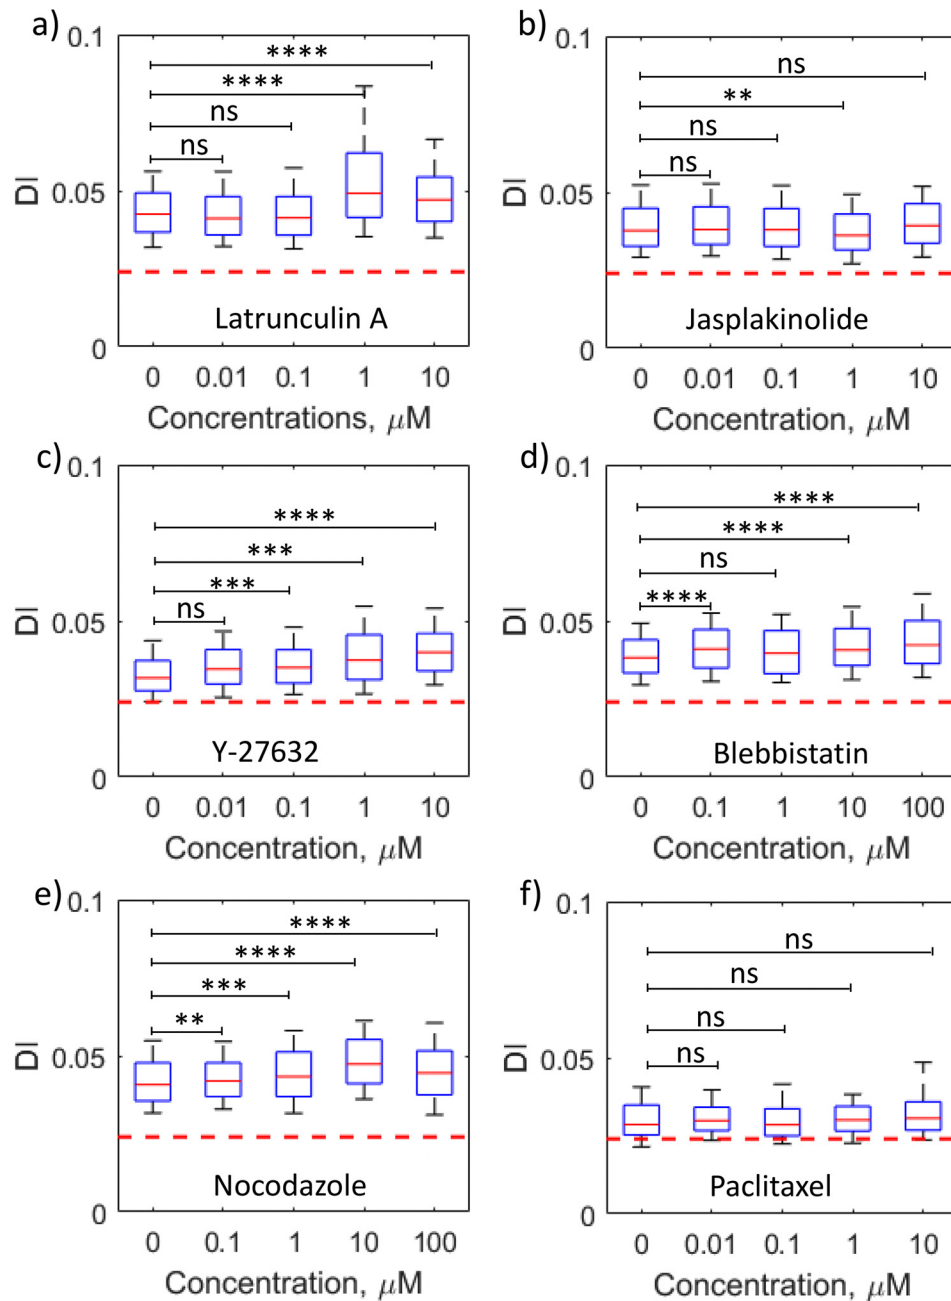 a)
0.1
0.05
0
DI
****
****
ns
ns
Latrunculin A
0 0.01 0.1 1 10
Concrentrations, μM
b)
0.1
0.05
0
DI
ns
**
ns
ns
Jasplakinolide
0 0.01 0.1 1 10
Concentration, μM
c)
0.1
0.05
0
DI
****
***
***
ns
Y-27632
0 0.01 0.1 1 10
Concentration, μM
d)
0.1
0.05
0
DI
****
****
ns
****
Blebbistatin
0 0.1 1 10 100
Concentration, μM
e)
0.1
0.05
0
DI
****
****
***
**
Nocodazole
0 0.1 1 10 100
Concentration, μM
f)
0.1
0.05
0
DI
ns
ns
ns
ns
Paclitaxel
0 0.01 0.1 1 10
Concentration, μM